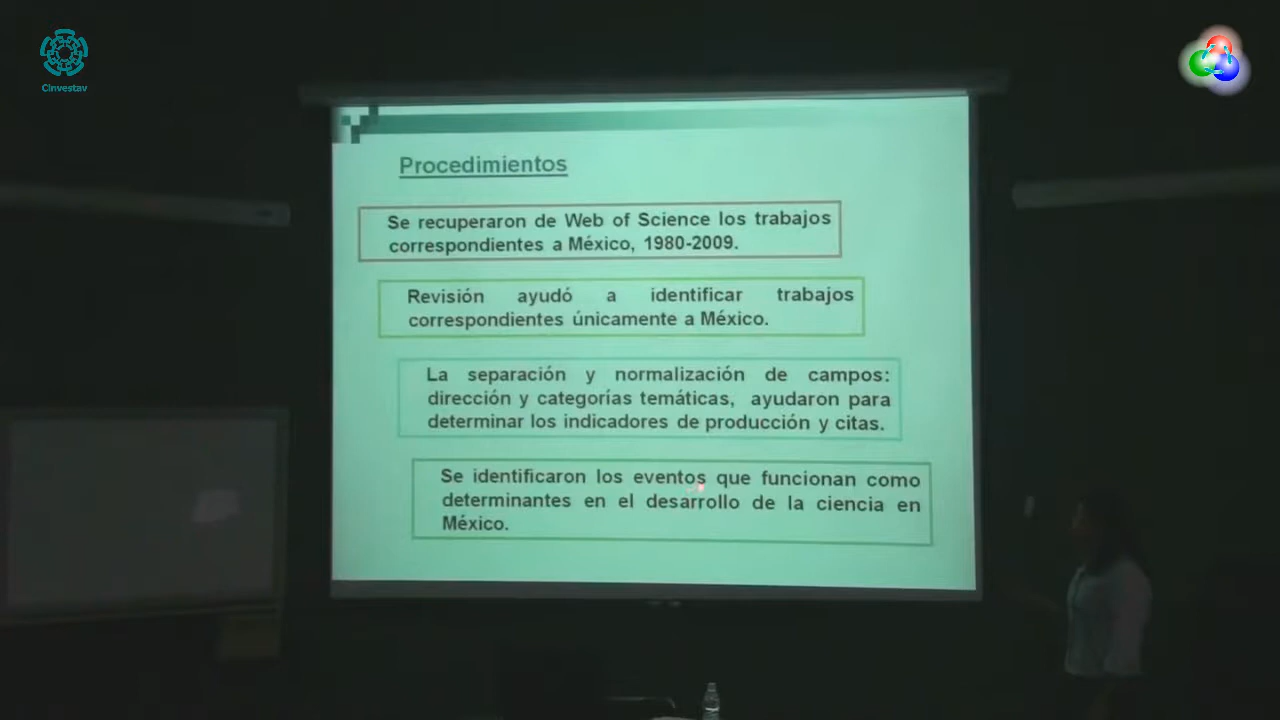 Cinvestav
Procedimientos
Se recuperaron de Web of Science los trabajos
correspondientes a México, 1980-2009.
Revisión ayudó a identificar trabajos
correspondientes únicamente a México.
La separación y normalización de campos:
dirección y categorías temáticas, ayudaron para
determinar los indicadores de producción y citas.
Se identificaron los eventos que funcionan como
determinantes en el desarrollo de la ciencia en
México.